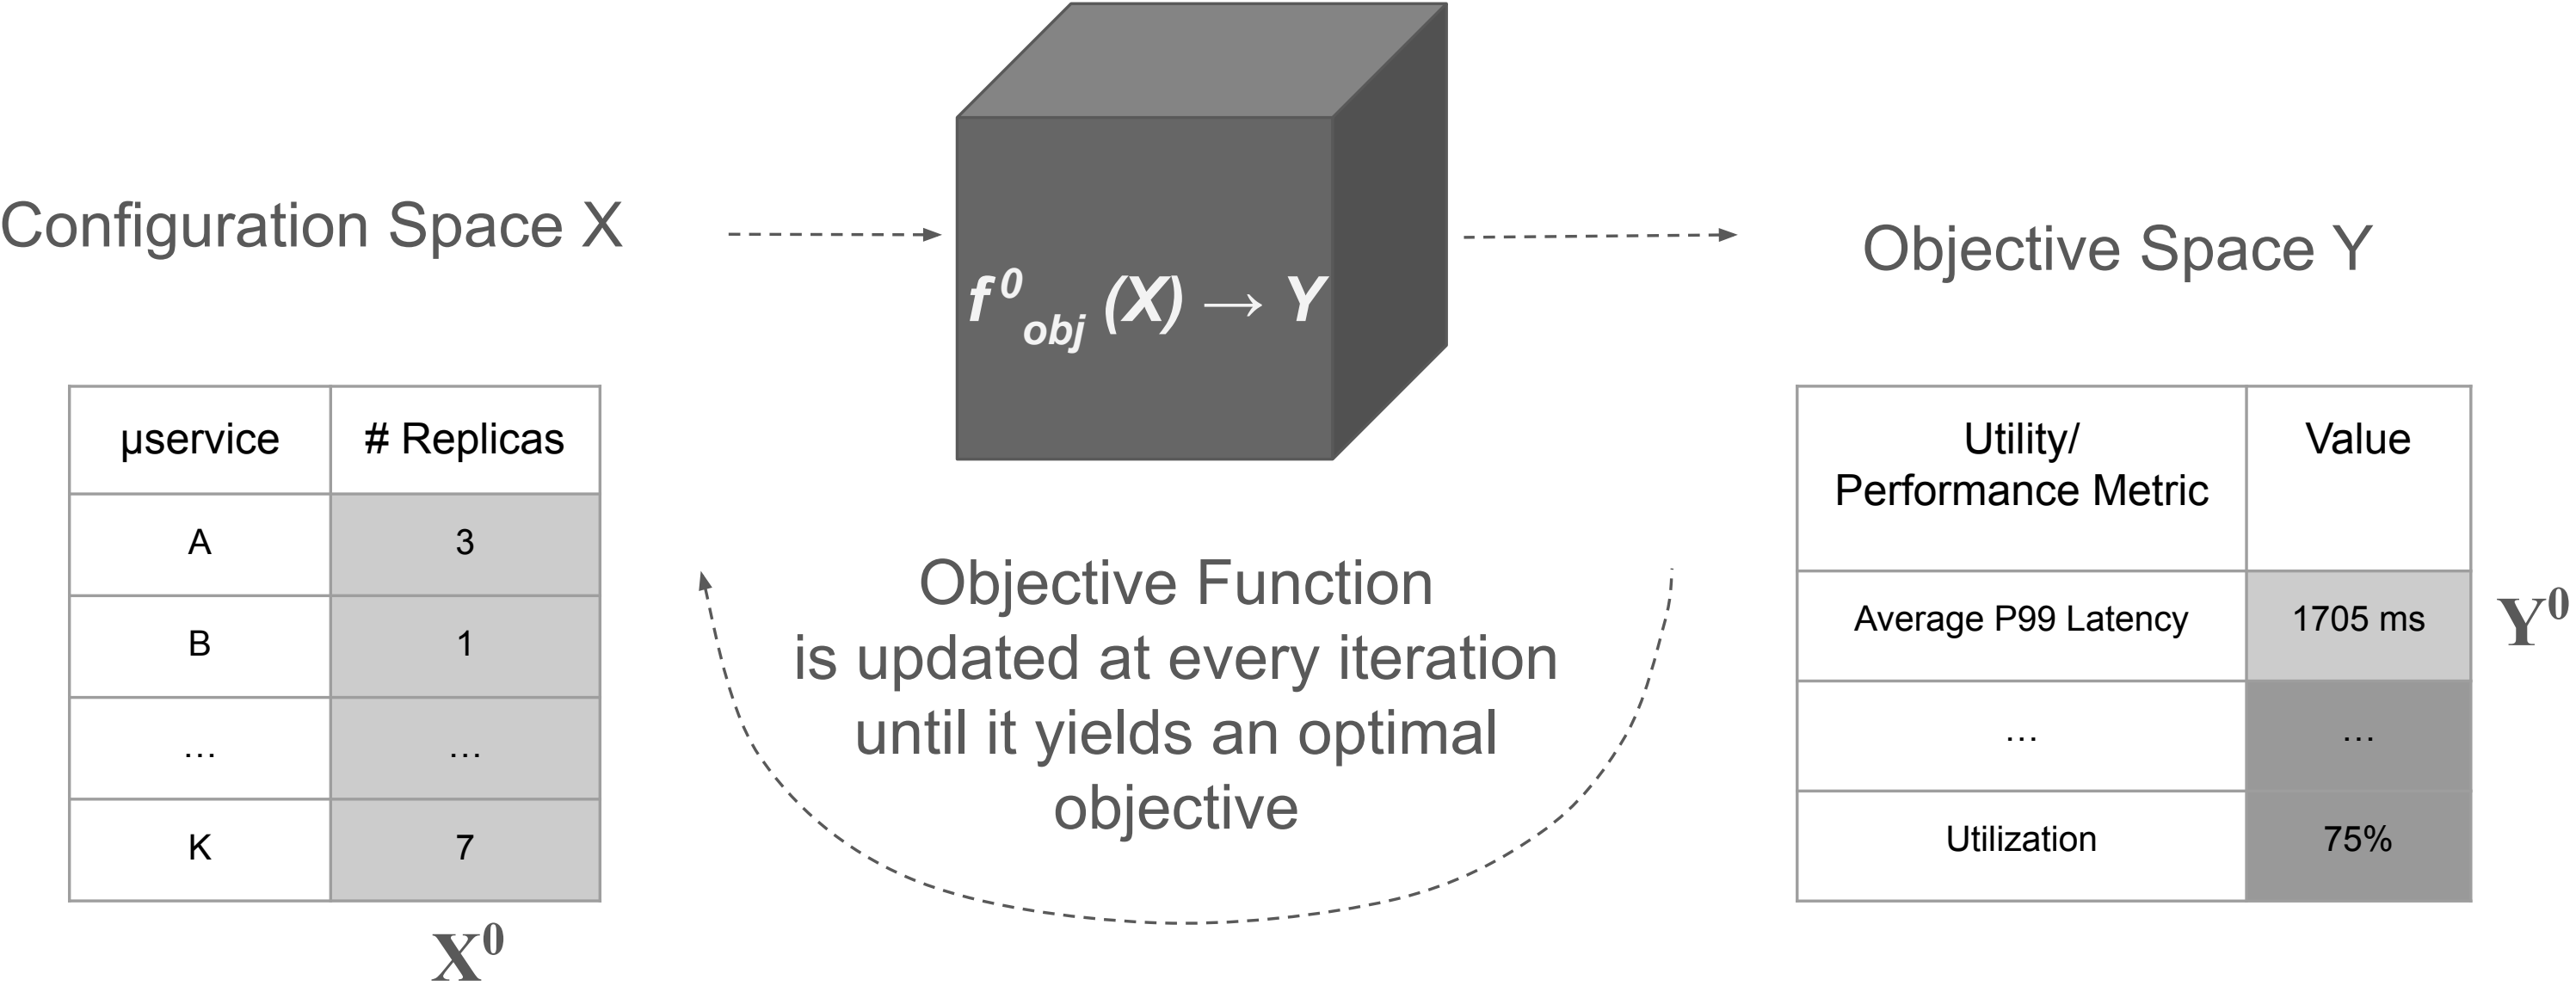 Configuration Space X
f⁰obj (X) → Y
Objective Space Y
µservice # Replicas
A 3
B 1
... ...
K 7
X⁰
Objective Function
is updated at every iteration
until it yields an optimal
objective
Utility/ Value
Performance Metric
Average P99 Latency 1705 ms
... ...
Utilization 75%
Y⁰